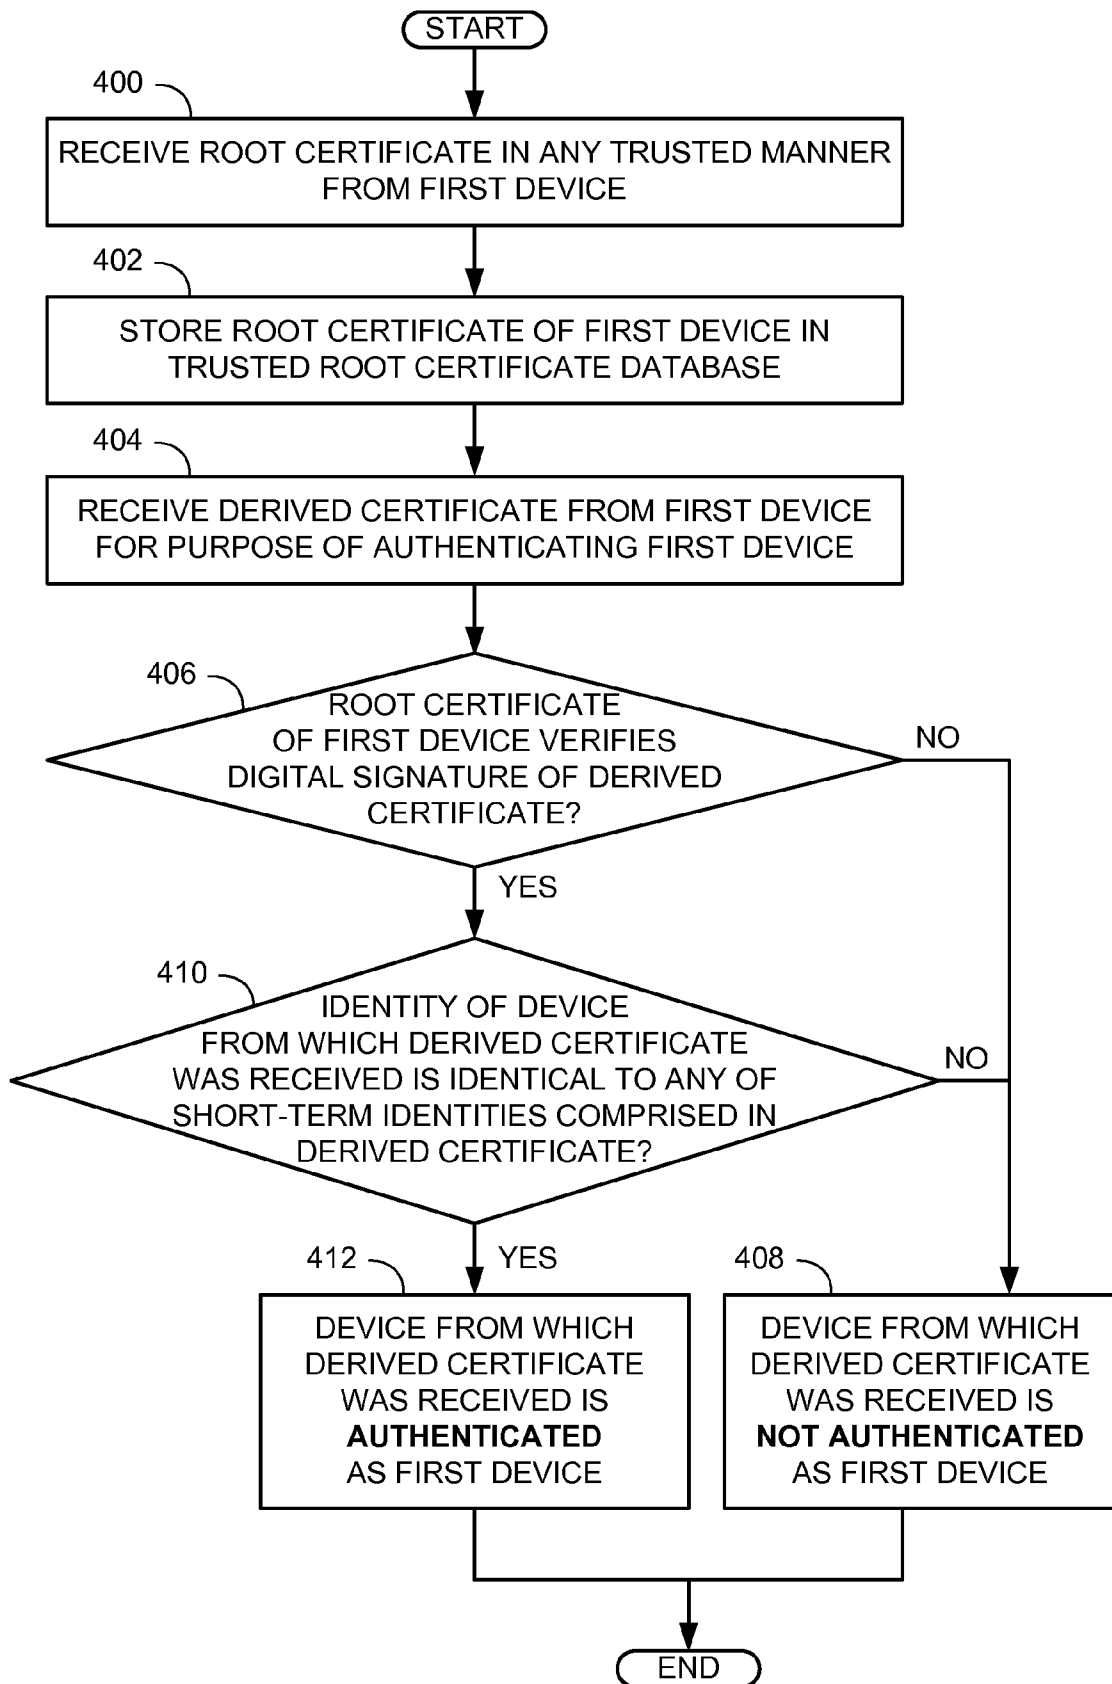 START
400
RECEIVE ROOT CERTIFICATE IN ANY TRUSTED MANNER
FROM FIRST DEVICE
402
STORE ROOT CERTIFICATE OF FIRST DEVICE IN
TRUSTED ROOT CERTIFICATE DATABASE
404
RECEIVE DERIVED CERTIFICATE FROM FIRST DEVICE
FOR PURPOSE OF AUTHENTICATING FIRST DEVICE
406
ROOT CERTIFICATE
OF FIRST DEVICE VERIFIES
DIGITAL SIGNATURE OF DERIVED
CERTIFICATE?
NO
YES
410
IDENTITY OF DEVICE
FROM WHICH DERIVED CERTIFICATE
WAS RECEIVED IS IDENTICAL TO ANY OF
SHORT-TERM IDENTITIES COMPRISED IN
DERIVED CERTIFICATE?
NO
YES
412
DEVICE FROM WHICH
DERIVED CERTIFICATE
WAS RECEIVED IS
AUTHENTICATED
AS FIRST DEVICE
408
DEVICE FROM WHICH
DERIVED CERTIFICATE
WAS RECEIVED IS
NOT AUTHENTICATED
AS FIRST DEVICE
END